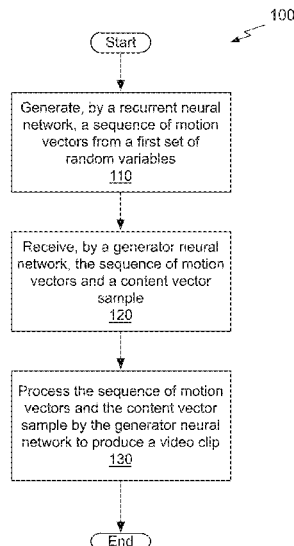 100
Start
Generate, by a recurrent neural
network, a sequence of motion
vectors from a first set of
random variables
110
Receive, by a generator neural
network, the sequence of motion
vectors and a content vector
sample
120
Process the sequence of motion
vectors and the content vector
sample by the generator neural
network to produce a video clip
130
End